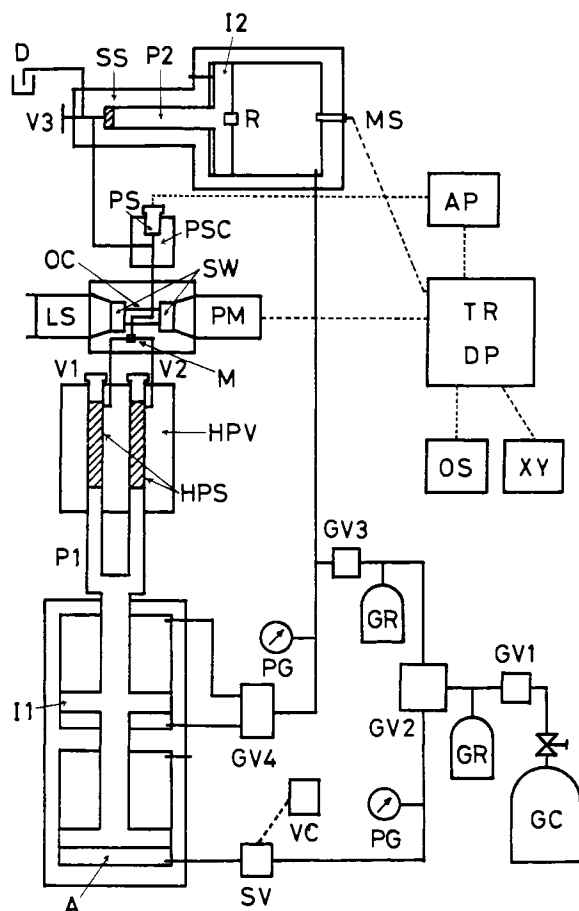 I2
D
SS
P2
V3
R
MS
PS
AP
PSC
OC
SW
LS
PM
TR
DP
V1
V2
M
HPV
OS
XY
HPS
GV3
P1
GR
PG
GV1
I1
GV2
GV4
GR
VC
PG
GC
SV
A